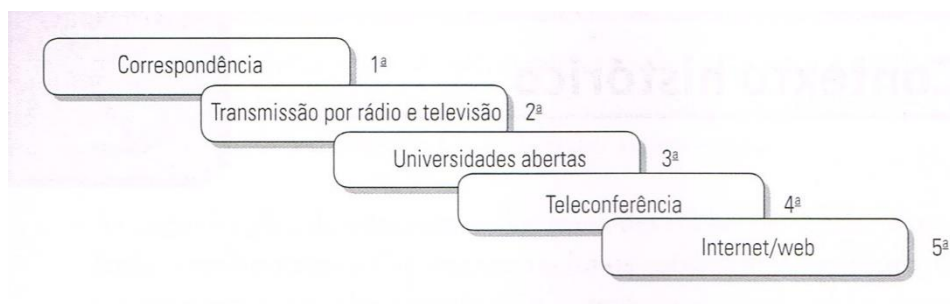 Correspondência 1ª
Transmissão por rádio e televisão 2ª
Universidades abertas 3ª
Teleconferência 4ª
Internet/web 5ª